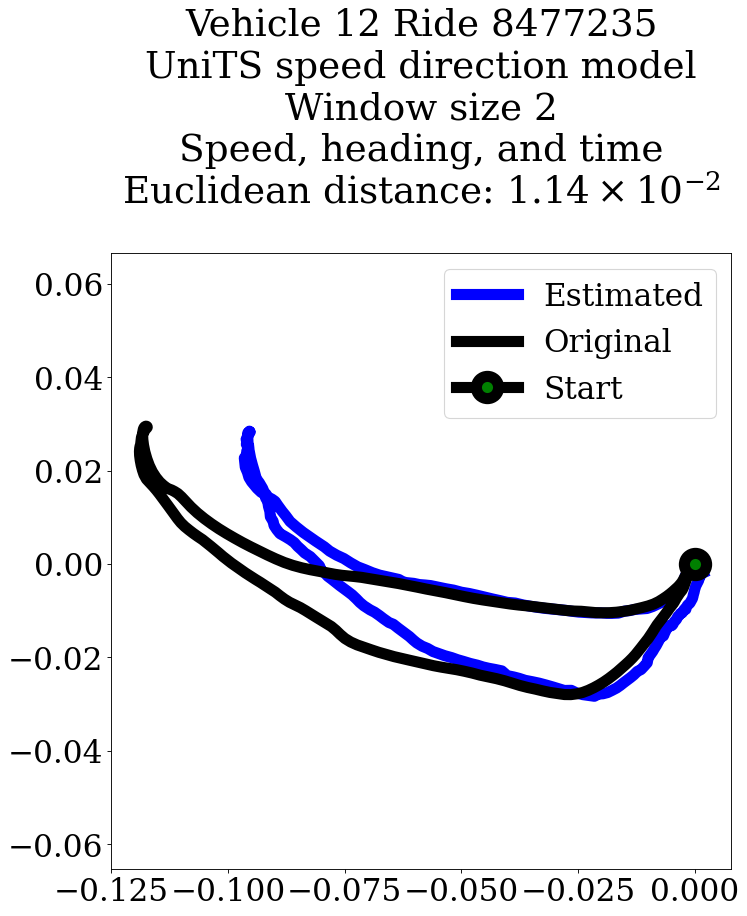 Vehicle 12 Ride 8477235
UniTS speed direction model
Window size 2
Speed, heading, and time
Euclidean distance: 1.14 × 10⁻²
Estimated
Original
Start
0.06
0.04
0.02
0.00
−0.02
−0.04
−0.06
−0.125 −0.100 −0.075 −0.050 −0.025 0.000